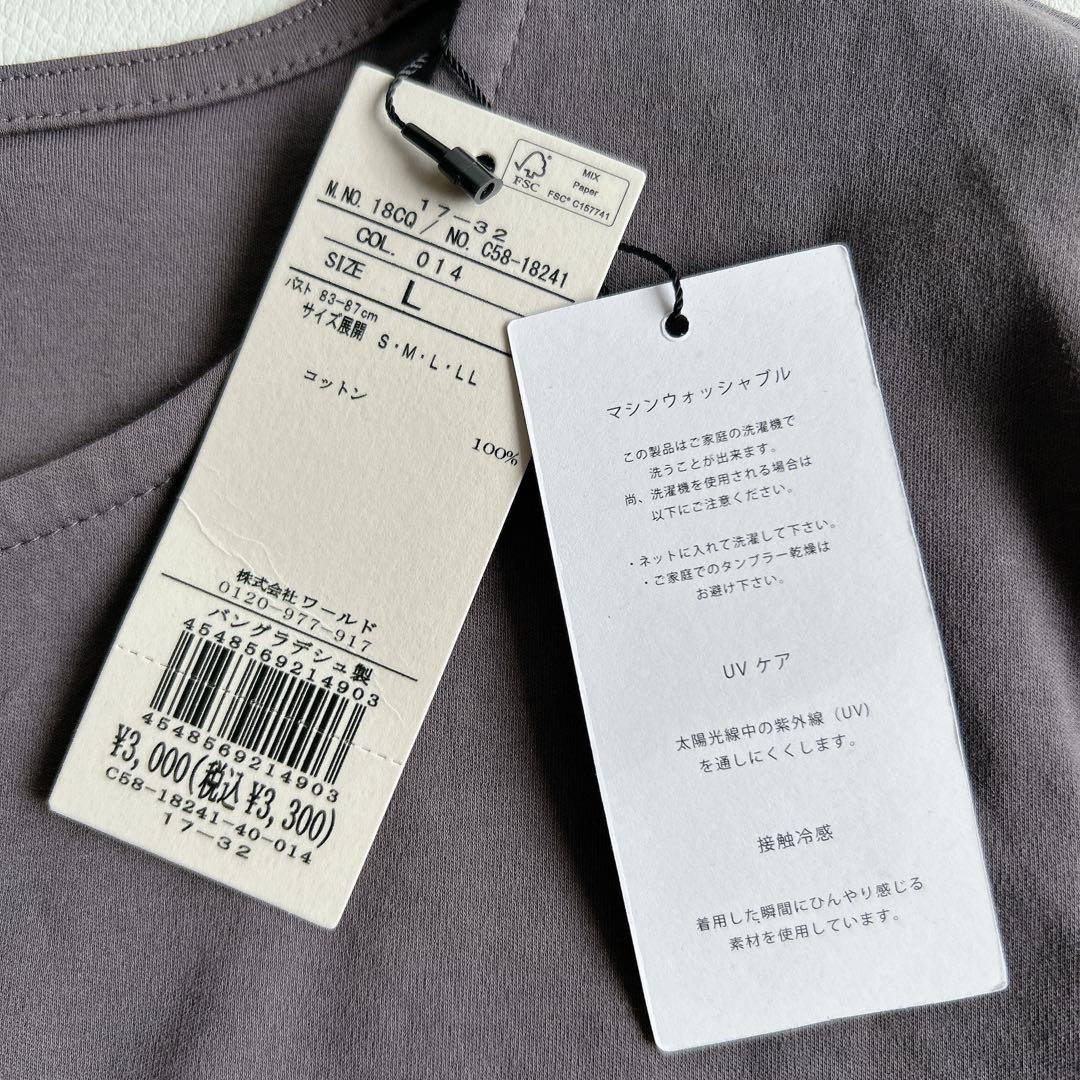 FSC
MIX
Paper
FSC® C157741
17-32
M.NO. 18CQ / NO. C58-18241
COL. 014
SIZE L
バスト 83-87cm
サイズ展開 S・M・L・LL
コットン
100%
株式会社ワールド
0120-977-917
バングラデシュ製
4548569214903
4548569214903
¥3,000(税込¥3,300)
C58-18241-40-014
17-32
マシンウォッシャブル
この製品はご家庭の洗濯機で
洗うことが出来ます。
尚、洗濯機を使用される場合は
以下にご注意ください。
・ネットに入れて洗濯して下さい。
・ご家庭でのタンブラー乾燥は
お避け下さい。
UV ケア
太陽光線中の紫外線（UV）
を通しにくくします。
接触冷感
着用した瞬間にひんやり感じる
素材を使用しています。